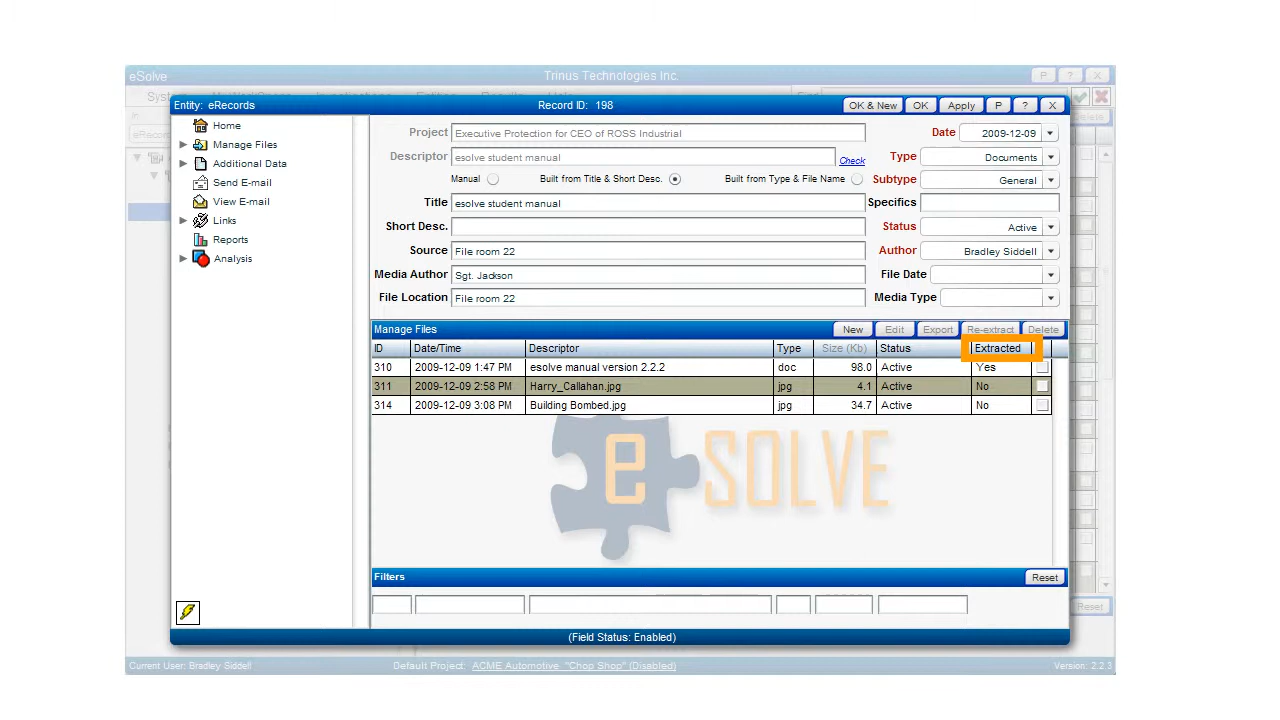 eSolve Trinus Technologies Inc. P ? X
Entity: eRecords Record ID: 198 OK & New OK Apply P ? X
Home
Manage Files
Additional Data
Send E-mail
View E-mail
Links
Reports
Analysis
Project Executive Protection for CEO of ROSS Industrial Date 2009-12-09
Descriptor esolve student manual Check Type Documents
Manual Built from Title & Short Desc. Built from Type & File Name Subtype General
Title esolve student manual Specifics
Short Desc. Status Active
Source File room 22 Author Bradley Siddell
Media Author Sgt. Jackson File Date
File Location File room 22 Media Type
Manage Files New Edit Export Re-extract Delete
ID Date/Time Descriptor Type Size (Kb) Status Extracted
310 2009-12-09 1:47 PM esolve manual version 2.2.2 doc 98.0 Active Yes
311 2009-12-09 2:58 PM Harry_Callahan.jpg jpg 4.1 Active No
314 2009-12-09 3:08 PM Building Bombed.jpg jpg 34.7 Active No
e SOLVE
Filters Reset
Reset
(Field Status: Enabled)
Current User: Bradley Siddell Default Project: ACME Automotive "Chop Shop" (Disabled) Version: 2.2.3